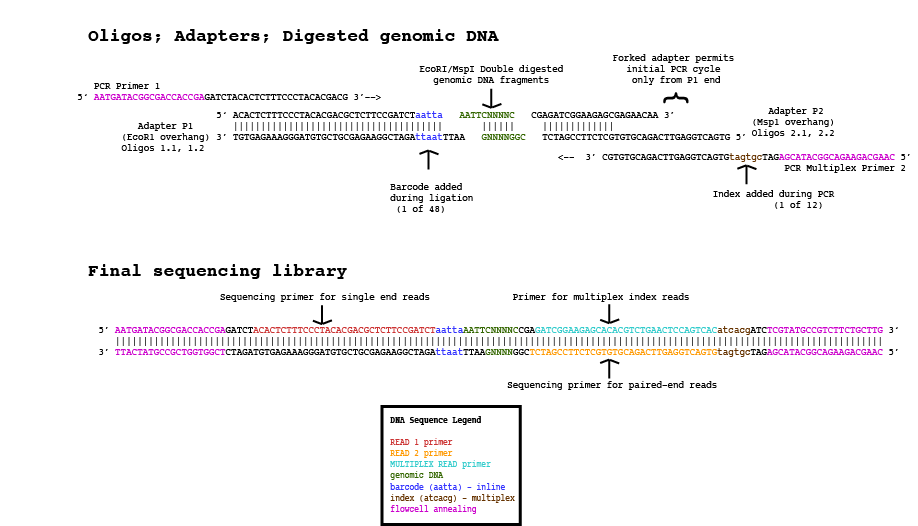 Oligos; Adapters; Digested genomic DNA
Forked adapter permits
initial PCR cycle
only from P1 end
EcoRI/MspI Double digested
genomic DNA fragments
PCR Primer 1
5′ AATGATACGGCGACCACCGAGATCTACACTCTTTCCCTACACGACG 3′-->
5′ ACACTCTTTCCCTACACGACGCTCTTCCGATCTaatta AATTCNNNNC CGAGATCGGAAGAGCGAGAACAA 3′
Adapter P1
(EcoR1 overhang)
Oligos 1.1, 1.2
3′ TGTGAGAAAGGGATGTGCTGCGAGAAGGCTAGAttaatTTAA GNNNNGGC TCTAGCCTTCTCGTGTGCAGACTTGAGGTCAGTG 5′
Adapter P2
(Msp1 overhang)
Oligos 2.1, 2.2
<-- 3′ CGTGTGCAGACTTGAGGTCAGTGtagtgcTAGAGCATACGGCAGAAGACGAAC 5′
PCR Multiplex Primer 2
Barcode added
during ligation
(1 of 48)
Index added during PCR
(1 of 12)
Final sequencing library
Sequencing primer for single end reads
Primer for multiplex index reads
5′ AATGATACGGCGACCACCGAGATCTACACTCTTTCCCTACACGACGCTCTTCCGATCTaattaAATTCNNNNCCGAGATCGGAAGAGCACACGTCTGAACTCCAGTCACatcacgATCTCGTATGCCGTCTTCTGCTTG 3′
3′ TTACTATGCCGCTGGTGGCTCTAGATGTGAGAAAGGGATGTGCTGCGAGAAGGCTAGAttaatTTAAGNNNNGGCTCTAGCCTTCTCGTGTGCAGACTTGAGGTCAGTGtagtgcTAGAGCATACGGCAGAAGACGAAC 5′
Sequencing primer for paired-end reads
DNA Sequence Legend
READ 1 primer
READ 2 primer
MULTIPLEX READ primer
genomic DNA
barcode (aatta) - inline
index (atcacg) - multiplex
flowcell annealing